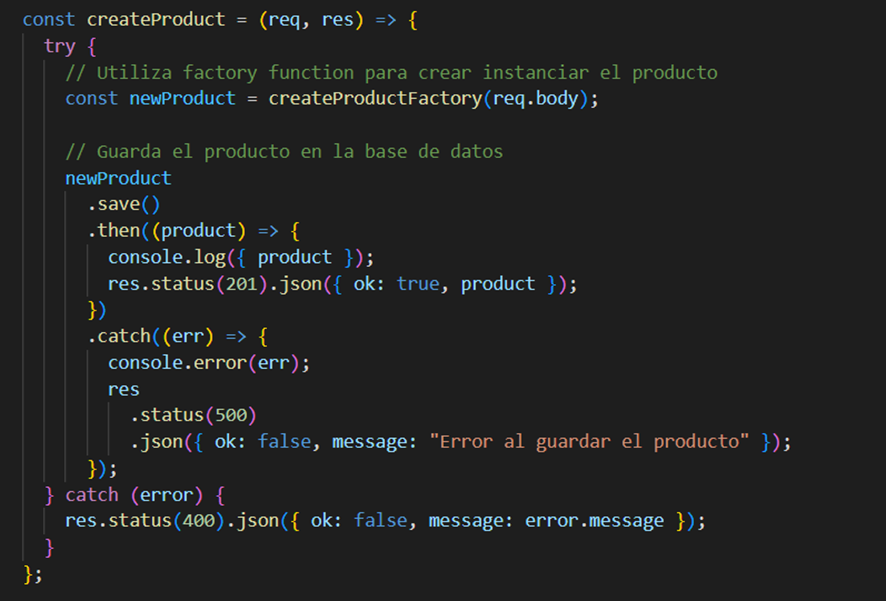 const createProduct = (req, res) => {
try {
// Utiliza factory function para crear instanciar el producto
const newProduct = createProductFactory(req.body);
// Guarda el producto en la base de datos
newProduct
.save()
.then((product) => {
console.log({ product });
res.status(201).json({ ok: true, product });
})
.catch((err) => {
console.error(err);
res
.status(500)
.json({ ok: false, message: "Error al guardar el producto" });
});
} catch (error) {
res.status(400).json({ ok: false, message: error.message });
}
};